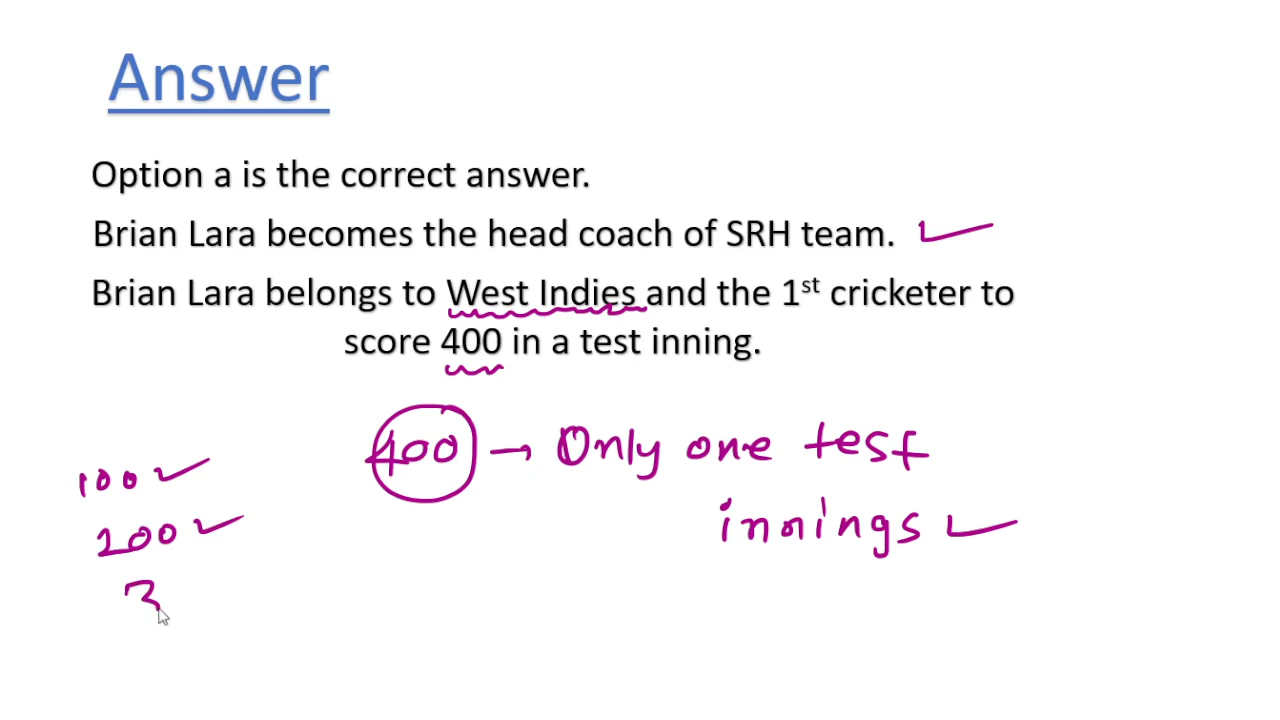 Answer
Option a is the correct answer.
Brian Lara becomes the head coach of SRH team.
Brian Lara belongs to West Indies and the 1st cricketer to
score 400 in a test inning.
400 → Only one test
innings ✓
100 ✓
200 ✓
3